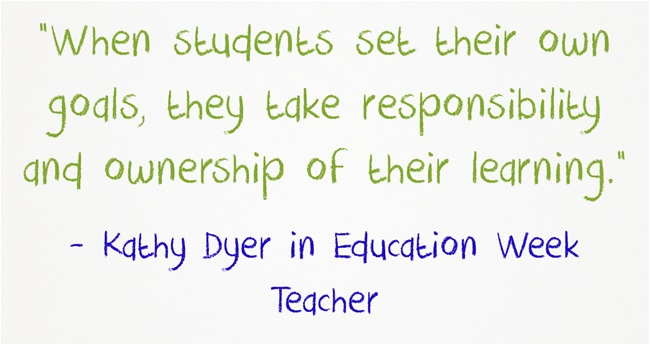 "When students set their own
goals, they take responsibility
and ownership of their learning."
- Kathy Dyer in Education Week
Teacher